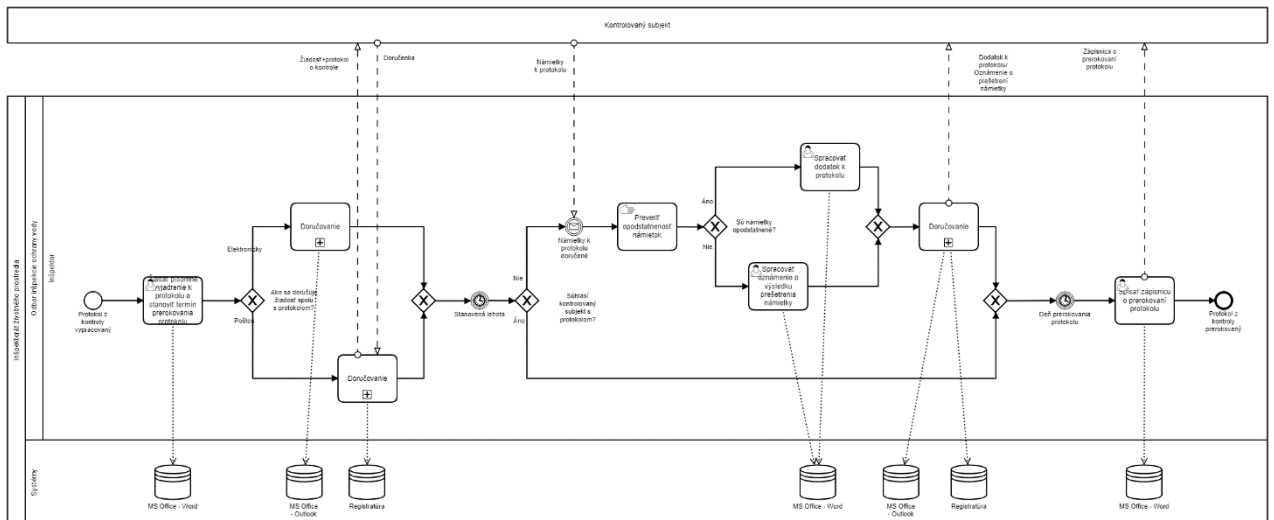 Kontrolovaný subjekt
Žiadosť+protokol
o kontrole
Doručenka
Námietky
k protokolu
Dodatok k
protokolu/
Oznámenie o
prešetrení
námietky
Zápisnica o
prerokovaní
protokolu
Inšpektorát životného prostredia
Odbor inšpekcie ochrany vody
Inšpektor
Protokol z
kontroly
vypracovaný
vyjadrenie k
protokolu a
stanoviť termín
prerokovania
protokolu
Elektronicky
Poštou
Ako sa doručuje
žiadosť spolu
s protokolom?
Doručovanie
Doručovanie
Stanovená lehota
Nie
Áno
Súhlasí
kontrolovaný
subjekt s
protokolom?
Námietky k
protokolu
doručené
Preveriť
opodstatnenosť
námietok
Áno
Nie
Sú námietky
opodstatnené?
Spracovať
dodatok k
protokolu
Spracovať
oznámenie o
výsledku
prešetrenia
námietky
Doručovanie
Deň prerokovania
protokolu
Spísať zápisnicu
o prerokovaní
protokolu
Protokol z
kontroly
prerokovaný
Systémy
MS Office - Word
MS Office
- Outlook
Registratúra
MS Office - Word
MS Office
- Outlook
Registratúra
MS Office - Word